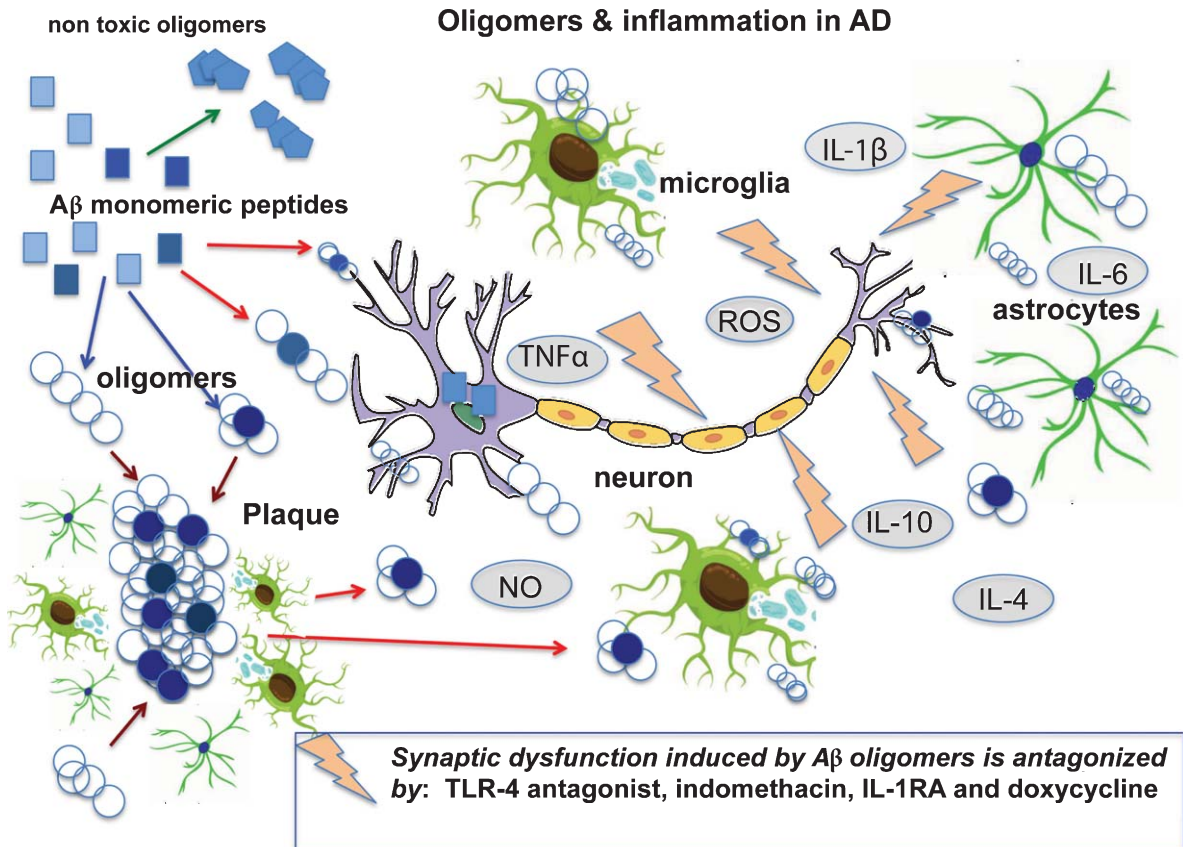 Oligomers & inflammation in AD
non toxic oligomers
Aβ monomeric peptides
microglia
IL-1β
IL-6
astrocytes
ROS
TNFα
oligomers
neuron
Plaque
IL-10
NO
IL-4
Synaptic dysfunction induced by Aβ oligomers is antagonized
by: TLR-4 antagonist, indomethacin, IL-1RA and doxycycline